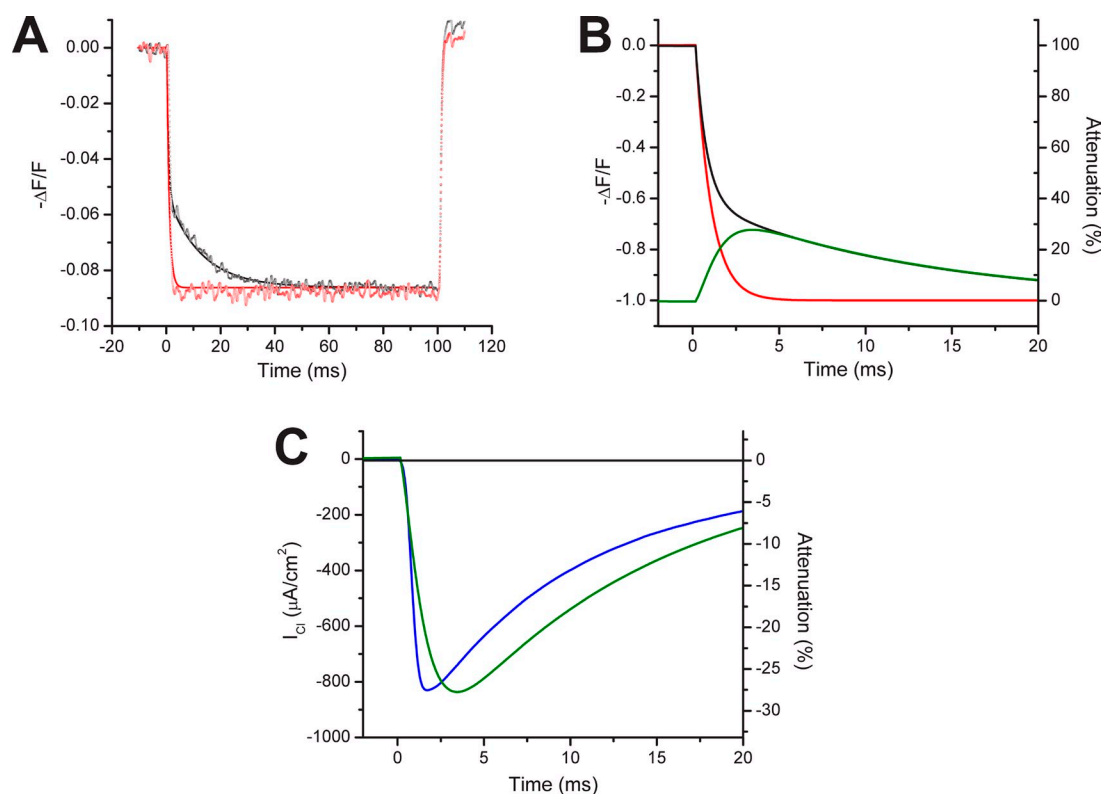 A
0.00
-0.02
-0.04
-0.06
-0.08
-0.10
-ΔF/F
-20 0 20 40 60 80 100 120
Time (ms)
B
0.0
-0.2
-0.4
-0.6
-0.8
-1.0
-ΔF/F
100
80
60
40
20
0
Attenuation (%)
0 5 10 15 20
Time (ms)
C
0
-200
-400
-600
-800
-1000
I_Cl (μA/cm²)
0
-5
-10
-15
-20
-25
-30
Attenuation (%)
0 5 10 15 20
Time (ms)